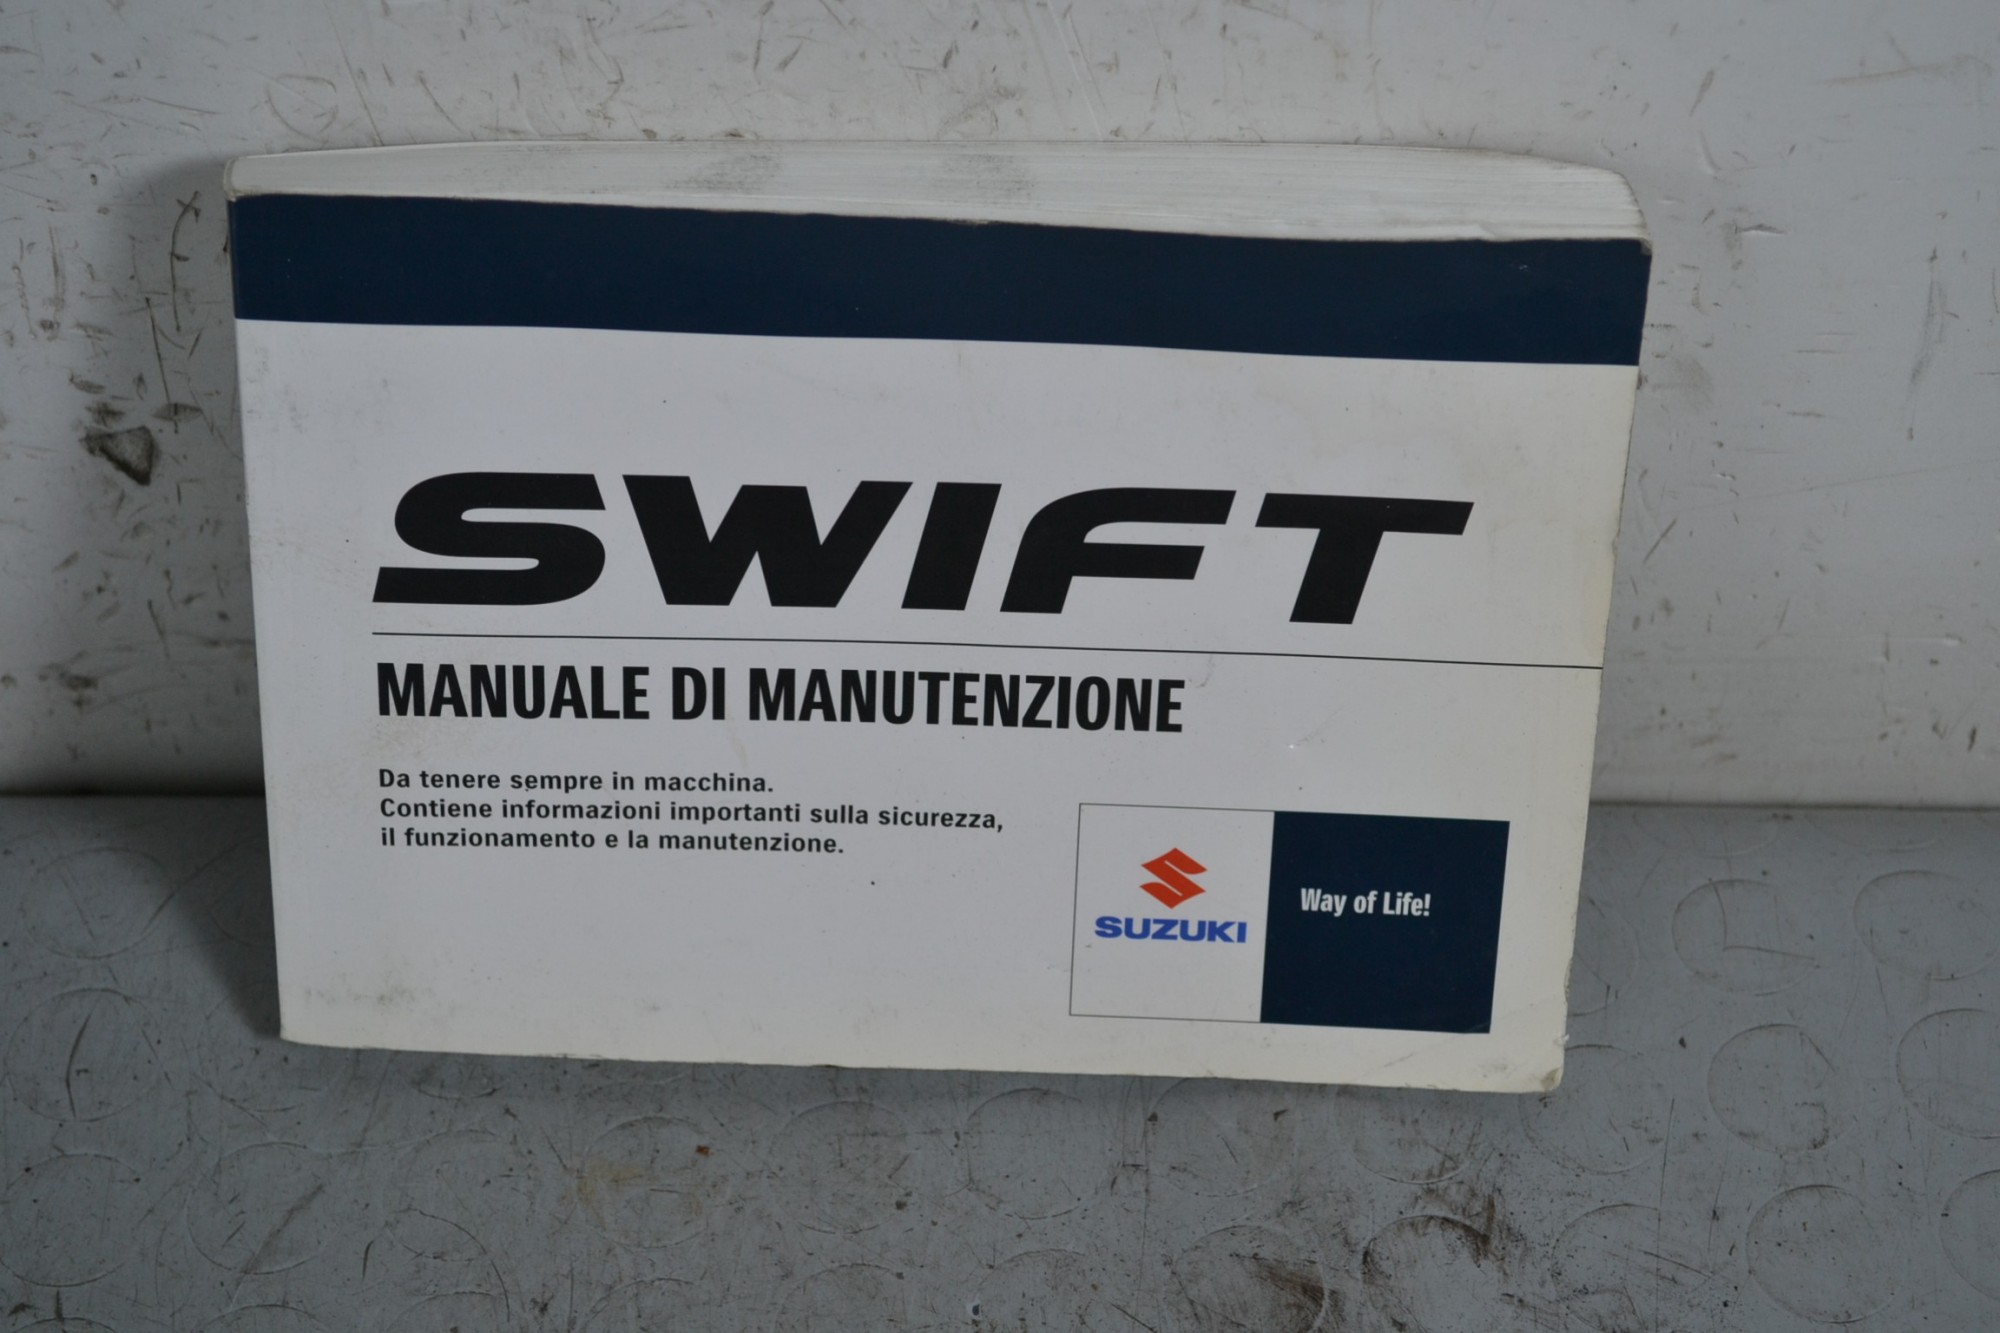 SWIFT
MANUALE DI MANUTENZIONE
Da tenere sempre in macchina.
Contiene informazioni importanti sulla sicurezza,
il funzionamento e la manutenzione.
SUZUKI
Way of Life!